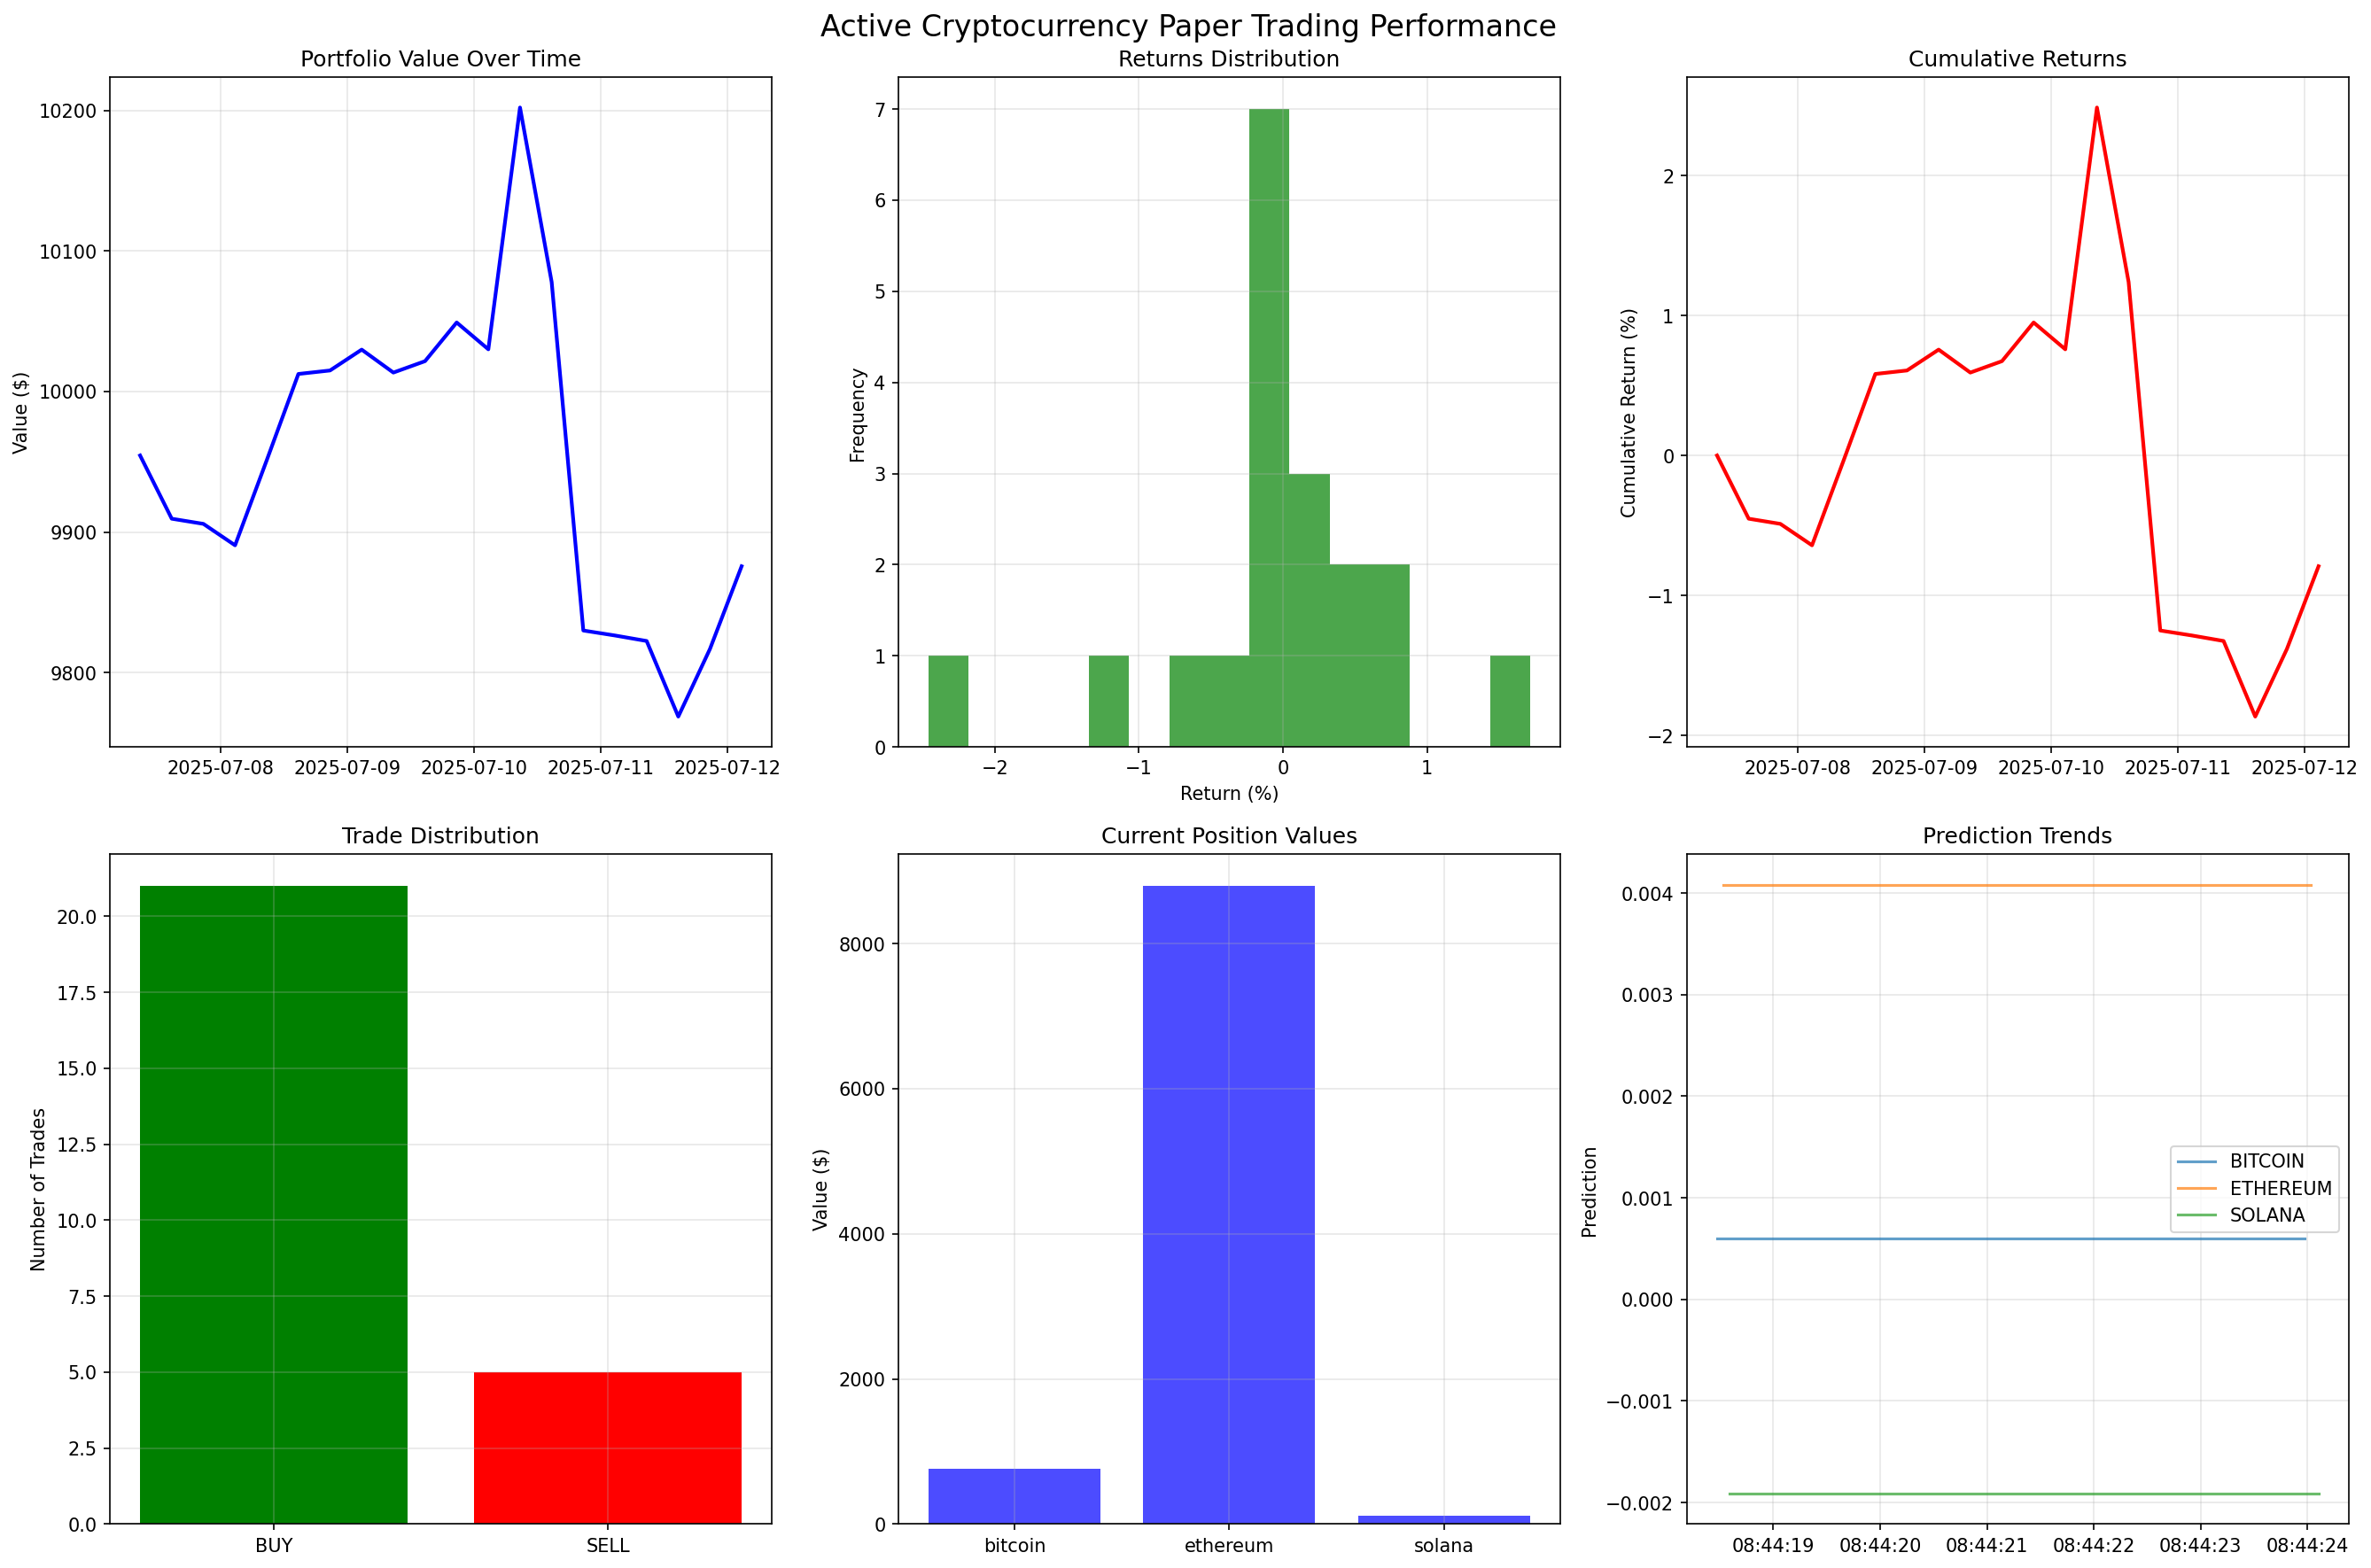 Active Cryptocurrency Paper Trading Performance
Portfolio Value Over Time
Value ($)
10200
10100
10000
9900
9800
2025-07-08 2025-07-09 2025-07-10 2025-07-11 2025-07-12
Returns Distribution
Frequency
7
6
5
4
3
2
1
0
−2 −1 0 1
Return (%)
Cumulative Returns
Cumulative Return (%)
2
1
0
−1
−2
2025-07-08 2025-07-09 2025-07-10 2025-07-11 2025-07-12
Trade Distribution
Number of Trades
20.0
17.5
15.0
12.5
10.0
7.5
5.0
2.5
0.0
BUY SELL
Current Position Values
Value ($)
8000
6000
4000
2000
0
bitcoin ethereum solana
Prediction Trends
Prediction
0.004
0.003
0.002
0.001
0.000
−0.001
−0.002
BITCOIN
ETHEREUM
SOLANA
08:44:19 08:44:20 08:44:21 08:44:22 08:44:23 08:44:24